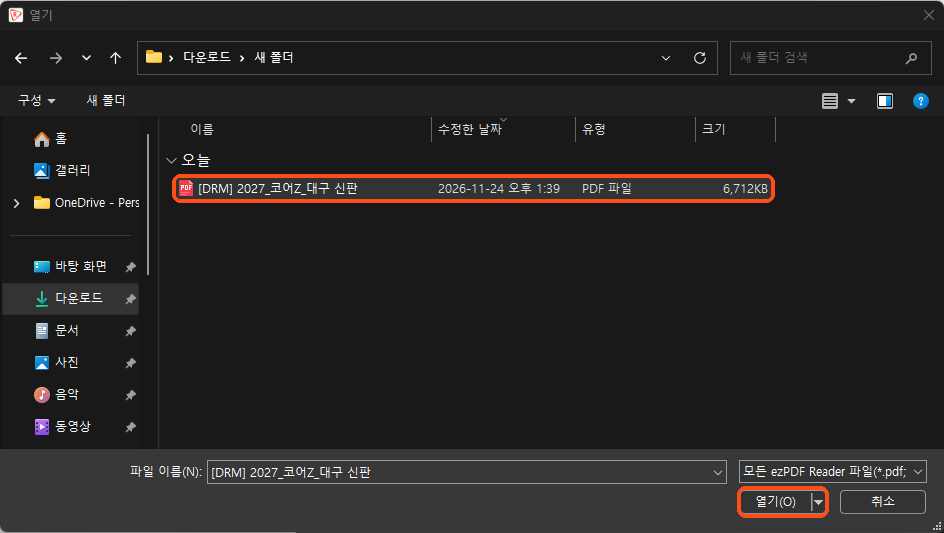 열기
다운로드 › 새 폴더
새 폴더 검색
구성 새 폴더
이름 수정한 날짜 유형 크기
홈
갤러리
OneDrive - Pers
오늘
PDF [DRM] 2027_코어Z_대구 신판 2026-11-24 오후 1:39 PDF 파일 6,712KB
바탕 화면
다운로드
문서
사진
음악
동영상
파일 이름(N): [DRM] 2027_코어Z_대구 신판 모든 ezPDF Reader 파일(*.pdf;
열기(O) 취소